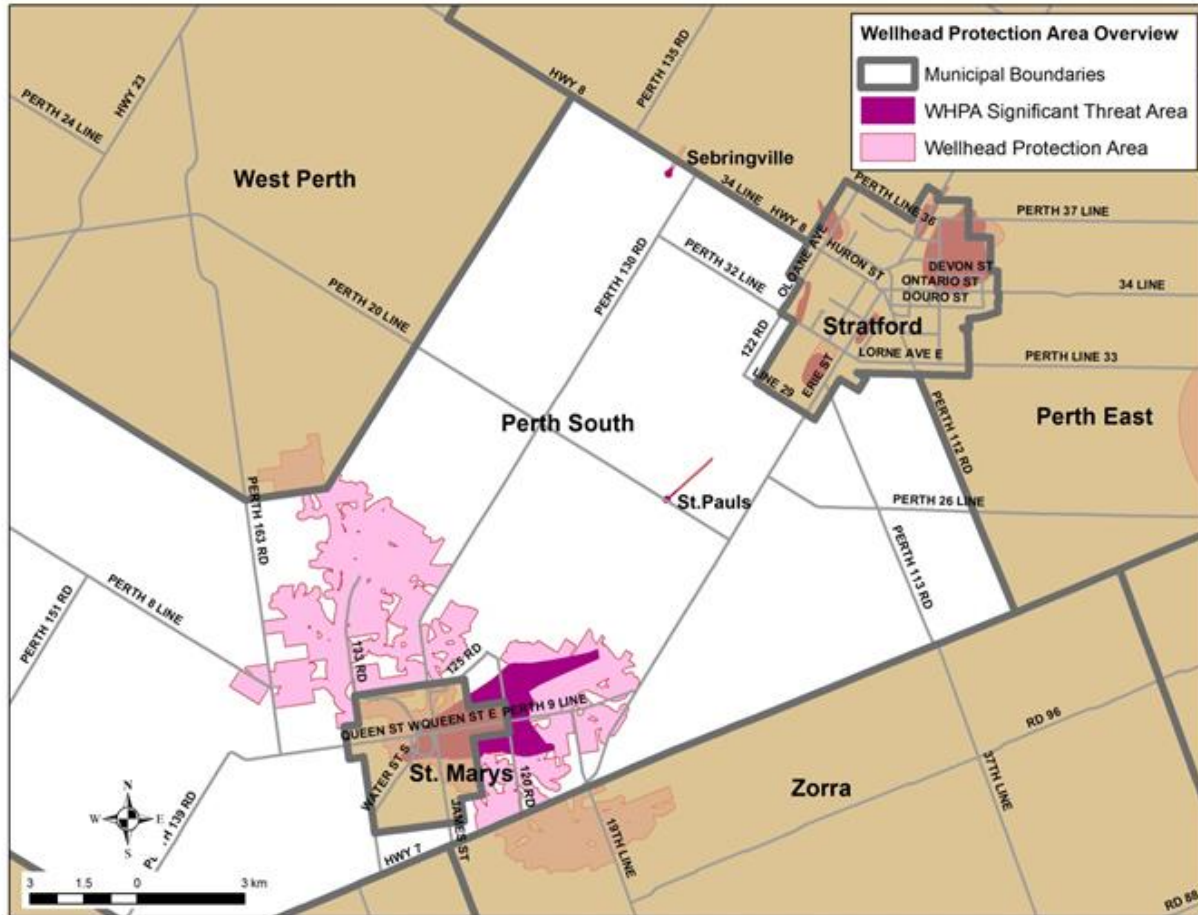 Wellhead Protection Area Overview
Municipal Boundaries
WHPA Significant Threat Area
Wellhead Protection Area
HWY 8
PERTH 135 RD
HWY 23
PERTH 24 LINE
West Perth
Sebringville
34 LINE
HWY 8
PERTH LINE 36
PERTH 37 LINE
PERTH 130 RD
PERTH 32 LINE
HURON ST
DEVON ST
ONTARIO ST
DOURO ST
34 LINE
PERTH 20 LINE
Stratford
122 RD
LINE 29
ERIE ST
LORNE AVE E
PERTH LINE 33
Perth South
Perth East
PERTH 112 RD
St.Pauls
PERTH 26 LINE
PERTH 163 RD
PERTH 113 RD
PERTH 8 LINE
PERTH 151 RD
133 RD
125 RD
QUEEN ST W
QUEEN ST E
PERTH 9 LINE
WATER ST S
St. Marys
120 RD
JAMES ST
HWY 7
19TH LINE
Zorra
RD 96
37TH LINE
139 RD
N
W E
S
3 1.5 0 3 km
RD 88